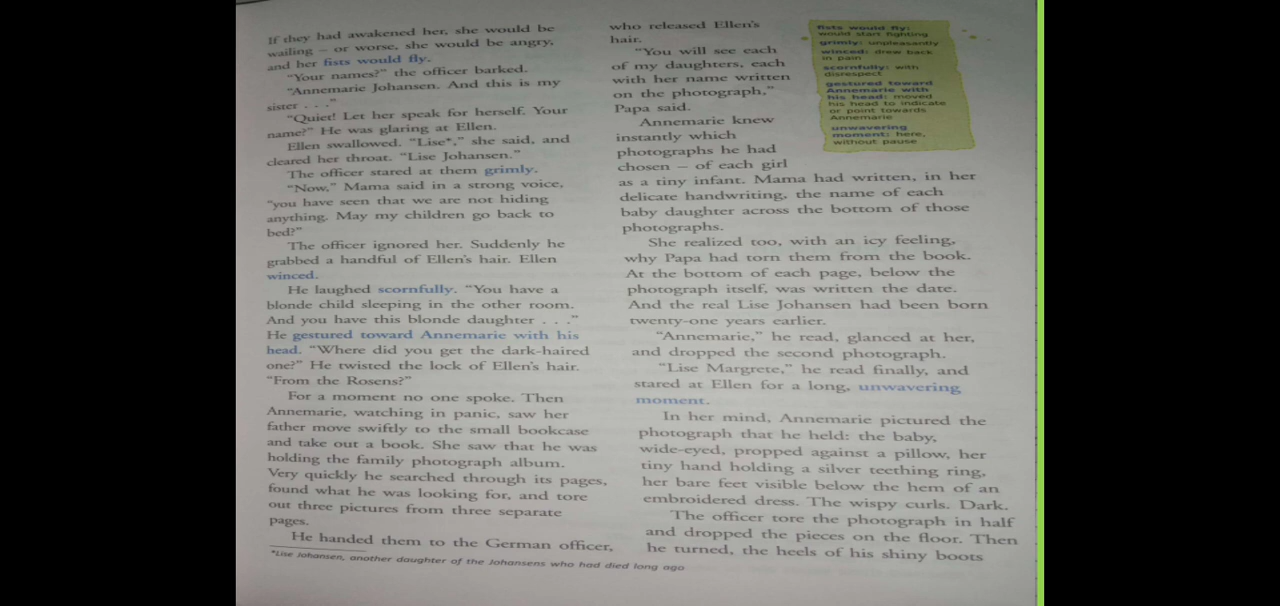 If they had awakened her, she would be
wailing – or worse, she would be angry,
and her fists would fly.
"Your names?" the officer barked.
"Annemarie Johansen. And this is my
sister . . ."
"Quiet! Let her speak for herself. Your
name?" He was glaring at Ellen.
Ellen swallowed. "Lise*," she said, and
cleared her throat. "Lise Johansen."
The officer stared at them grimly.
"Now," Mama said in a strong voice,
"you have seen that we are not hiding
anything. May my children go back to
bed?"
The officer ignored her. Suddenly he
grabbed a handful of Ellen's hair. Ellen
winced.
He laughed scornfully. "You have a
blonde child sleeping in the other room.
And you have this blonde daughter . . ."
He gestured toward Annemarie with his
head. "Where did you get the dark-haired
one?" He twisted the lock of Ellen's hair.
"From the Rosens?"
For a moment no one spoke. Then
Annemarie, watching in panic, saw her
father move swiftly to the small bookcase
and take out a book. She saw that he was
holding the family photograph album.
Very quickly he searched through its pages,
found what he was looking for, and tore
out three pictures from three separate
pages.
He handed them to the German officer,
*Lise Johansen, another daughter of the Johansens who had died long ago
who released Ellen's
hair.
"You will see each
of my daughters, each
with her name written
on the photograph,"
Papa said.
Annemarie knew
instantly which
photographs he had
chosen – of each girl
as a tiny infant. Mama had written, in her
delicate handwriting, the name of each
baby daughter across the bottom of those
photographs.
She realized too, with an icy feeling,
why Papa had torn them from the book.
At the bottom of each page, below the
photograph itself, was written the date.
And the real Lise Johansen had been born
twenty-one years earlier.
"Annemarie," he read, glanced at her,
and dropped the second photograph.
"Lise Margrete," he read finally, and
stared at Ellen for a long, unwavering
moment.
In her mind, Annemarie pictured the
photograph that he held: the baby,
wide-eyed, propped against a pillow, her
tiny hand holding a silver teething ring,
her bare feet visible below the hem of an
embroidered dress. The wispy curls. Dark.
The officer tore the photograph in half
and dropped the pieces on the floor. Then
he turned, the heels of his shiny boots
fists would fly:
would start fighting
grimly: unpleasantly
winced: drew back
in pain
scornfully: with
disrespect
gestured toward
Annemarie with
his head: moved
his head to indicate
or point towards
Annemarie
unwavering
moment: here,
without pause